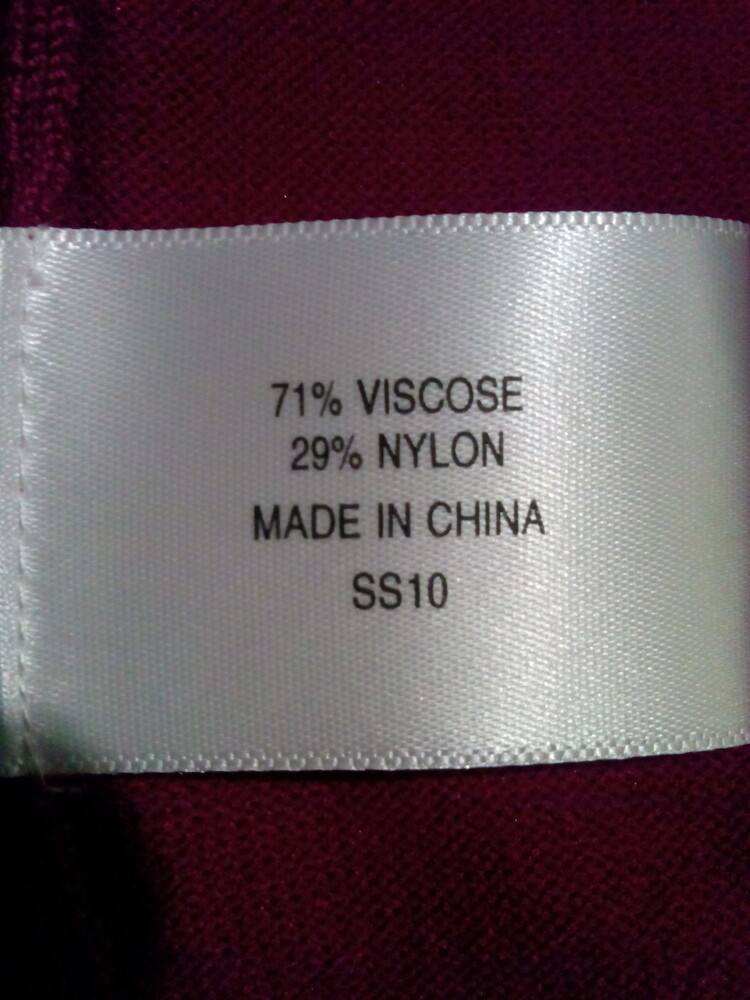 71% VISCOSE
29% NYLON
MADE IN CHINA
SS10